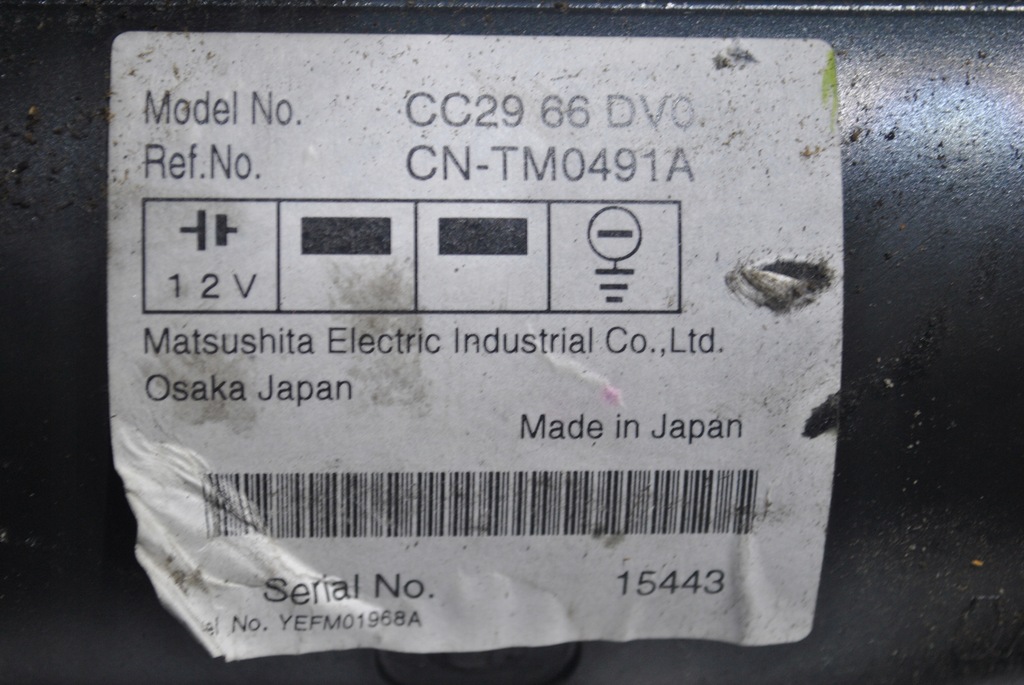 Model No. CC29 66 DV0
Ref.No. CN-TM0491A
12V
Matsushita Electric Industrial Co.,Ltd.
Osaka Japan
Made in Japan
Serial No. 15443
No. YEFM01968A